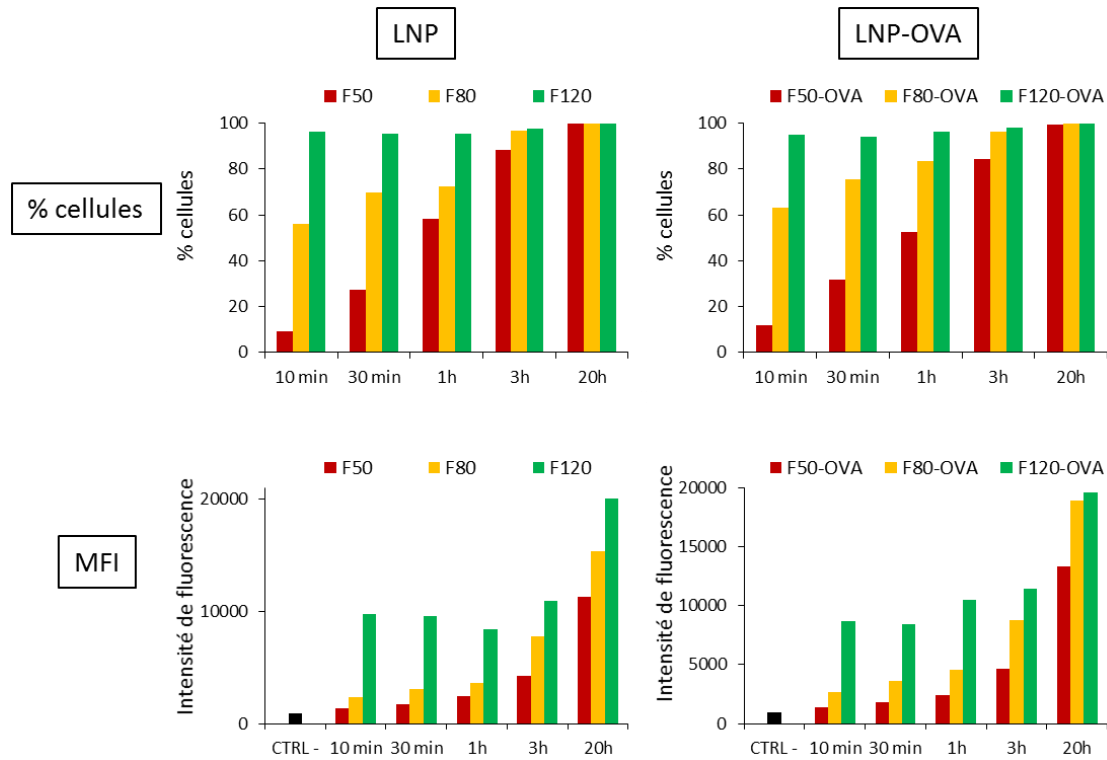 LNP
LNP-OVA
% cellules
F50 F80 F120
% cellules
100
80
60
40
20
0
10 min 30 min 1h 3h 20h
F50-OVA F80-OVA F120-OVA
% cellules
100
80
60
40
20
0
10 min 30 min 1h 3h 20h
MFI
F50 F80 F120
Intensité de fluorescence
20000
10000
0
CTRL - 10 min 30 min 1h 3h 20h
F50-OVA F80-OVA F120-OVA
Intensité de fluorescence
20000
15000
10000
5000
0
CTRL - 10 min 30 min 1h 3h 20h